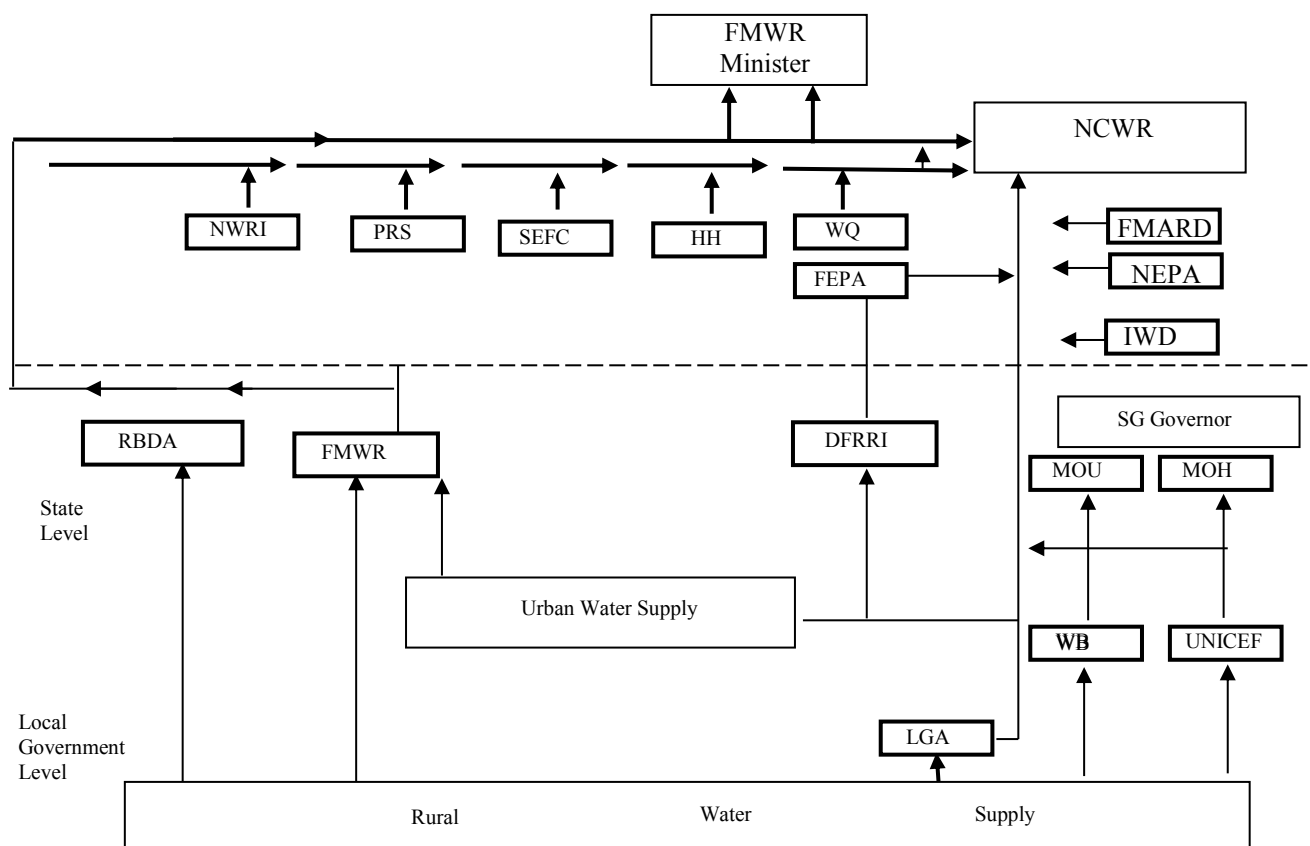 FMWR
Minister
NCWR
NWRI
PRS
SEFC
HH
WQ
FMARD
FEPA
NEPA
IWD
RBDA
FMWR
DFRRI
SG Governor
MOU
MOH
State
Level
Urban Water Supply
WB
UNICEF
Local
Government
Level
LGA
Rural Water Supply